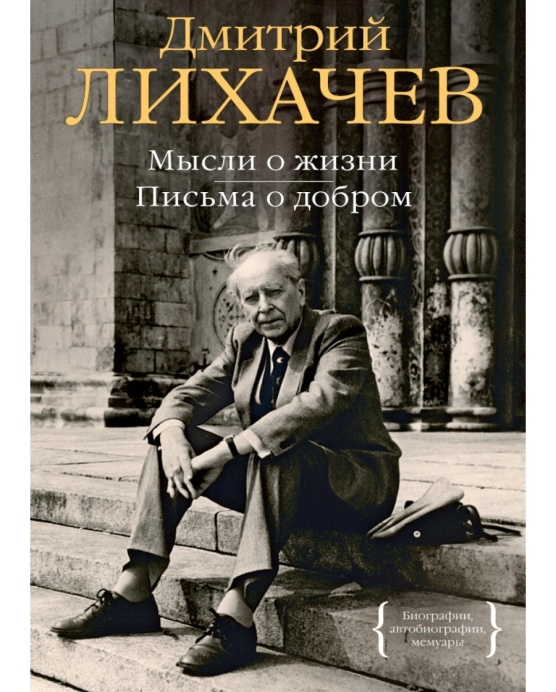 Дмитрий
ЛИХАЧЕВ
Мысли о жизни
Письма о добром
Биографии,
автобиографии,
мемуары